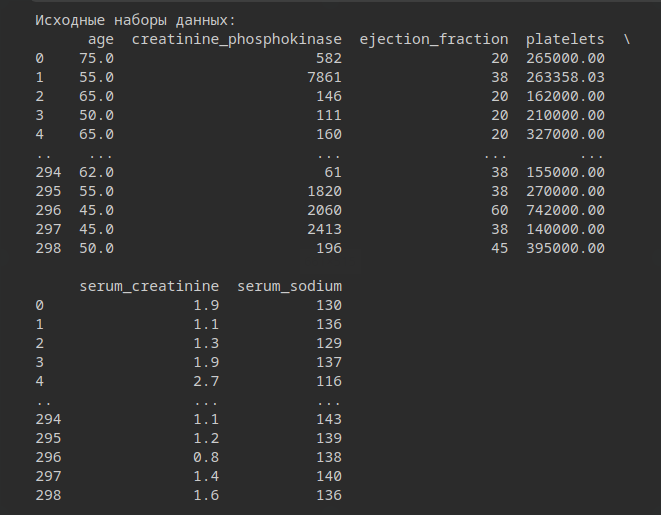 Исходные наборы данных:
      age  creatinine_phosphokinase  ejection_fraction  platelets  \
0    75.0                       582                 20  265000.00
1    55.0                      7861                 38  263358.03
2    65.0                       146                 20  162000.00
3    50.0                       111                 20  210000.00
4    65.0                       160                 20  327000.00
..    ...                       ...                ...        ...
294  62.0                        61                 38  155000.00
295  55.0                      1820                 38  270000.00
296  45.0                      2060                 60  742000.00
297  45.0                      2413                 38  140000.00
298  50.0                       196                 45  395000.00
     serum_creatinine  serum_sodium
0                 1.9           130
1                 1.1           136
2                 1.3           129
3                 1.9           137
4                 2.7           116
..                ...           ...
294               1.1           143
295               1.2           139
296               0.8           138
297               1.4           140
298               1.6           136